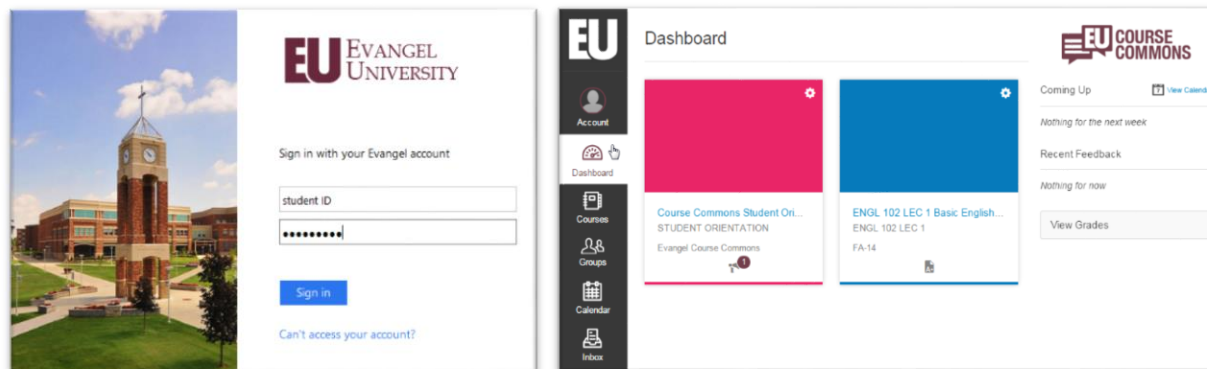 EU EVANGEL
UNIVERSITY
Sign in with your Evangel account
student ID
Sign in
Can't access your account?
EU
Account
Dashboard
Courses
Groups
Calendar
Inbox
Dashboard
Course Commons Student Ori...
STUDENT ORIENTATION
Evangel Course Commons
1
ENGL 102 LEC 1 Basic English...
ENGL 102 LEC 1
FA-14
EU COURSE
COMMONS
Coming Up
View Calend
Nothing for the next week
Recent Feedback
Nothing for now
View Grades